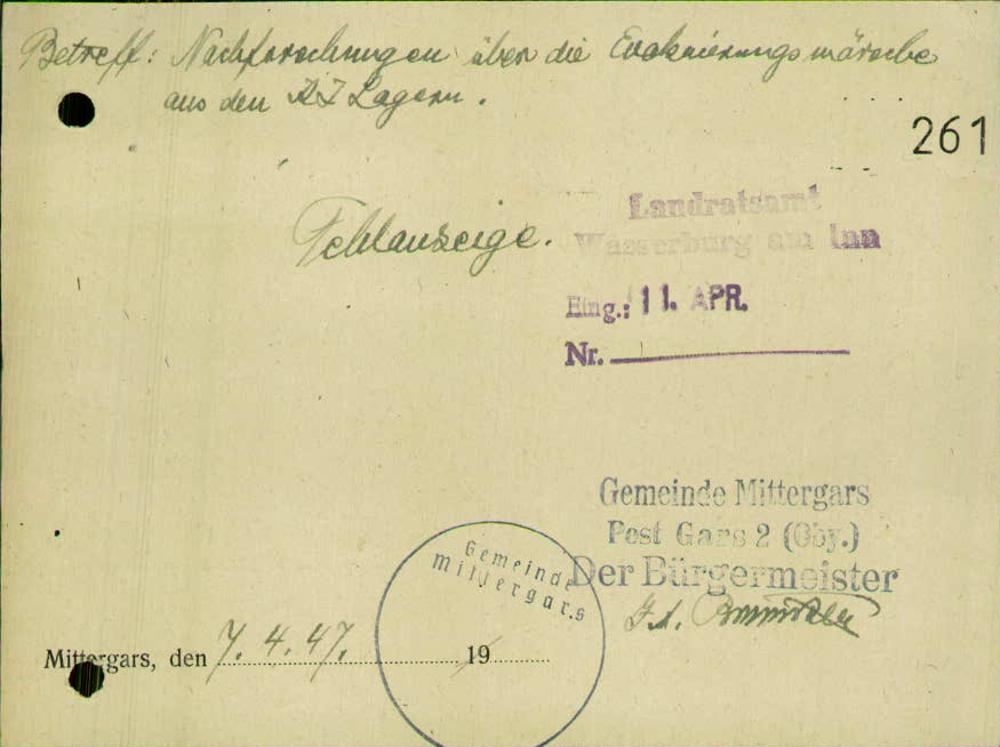 Betreff: Nachforschungen über die Evakuierungsmärsche
aus den KZ Lagern.
261
Landratsamt
Wasserburg am Inn
Fehlanzeige.
Eing.: 11. APR.
Nr.
Gemeinde Mittergars
Post Gars 2 (Oby.)
Der Bürgermeister
Gemeinde
Mittergars
J.A.
Mittergars, den 7. 4. 47. 19